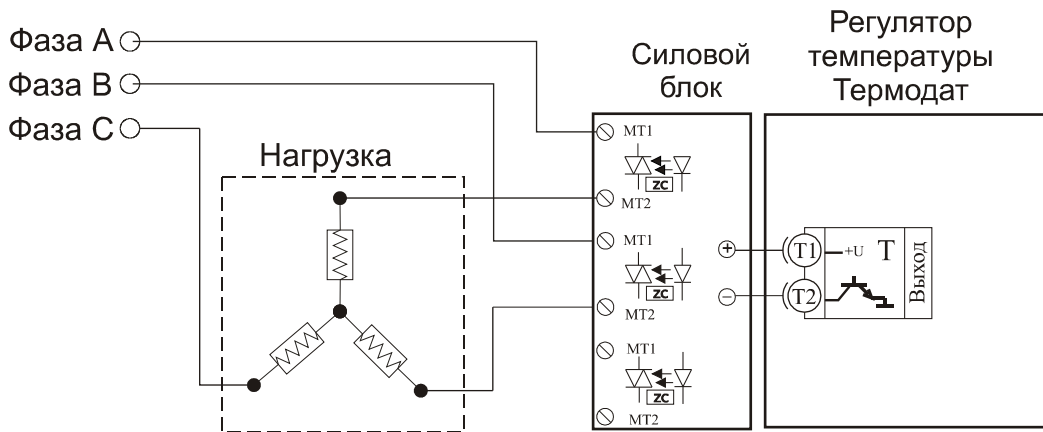 Фаза A
Фаза B
Фаза C
Нагрузка
Силовой
блок
Регулятор
температуры
Термодат
MT1
ZC
MT2
MT1
ZC
MT2
MT1
ZC
MT2
+
−
T1
T2
+U
T
Выход